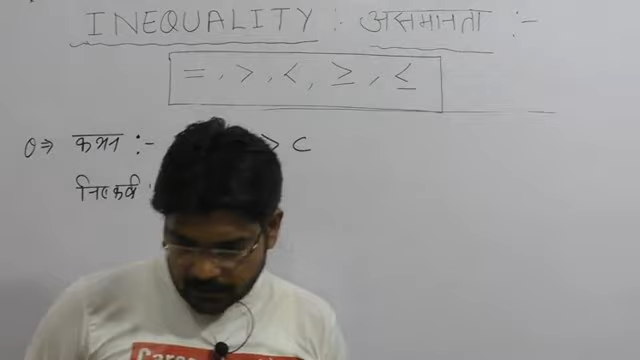 INEQUALITY : असमानता :-
=, >, <, ≥, ≤
Q⇒ कथन :- > C
निष्कर्ष :